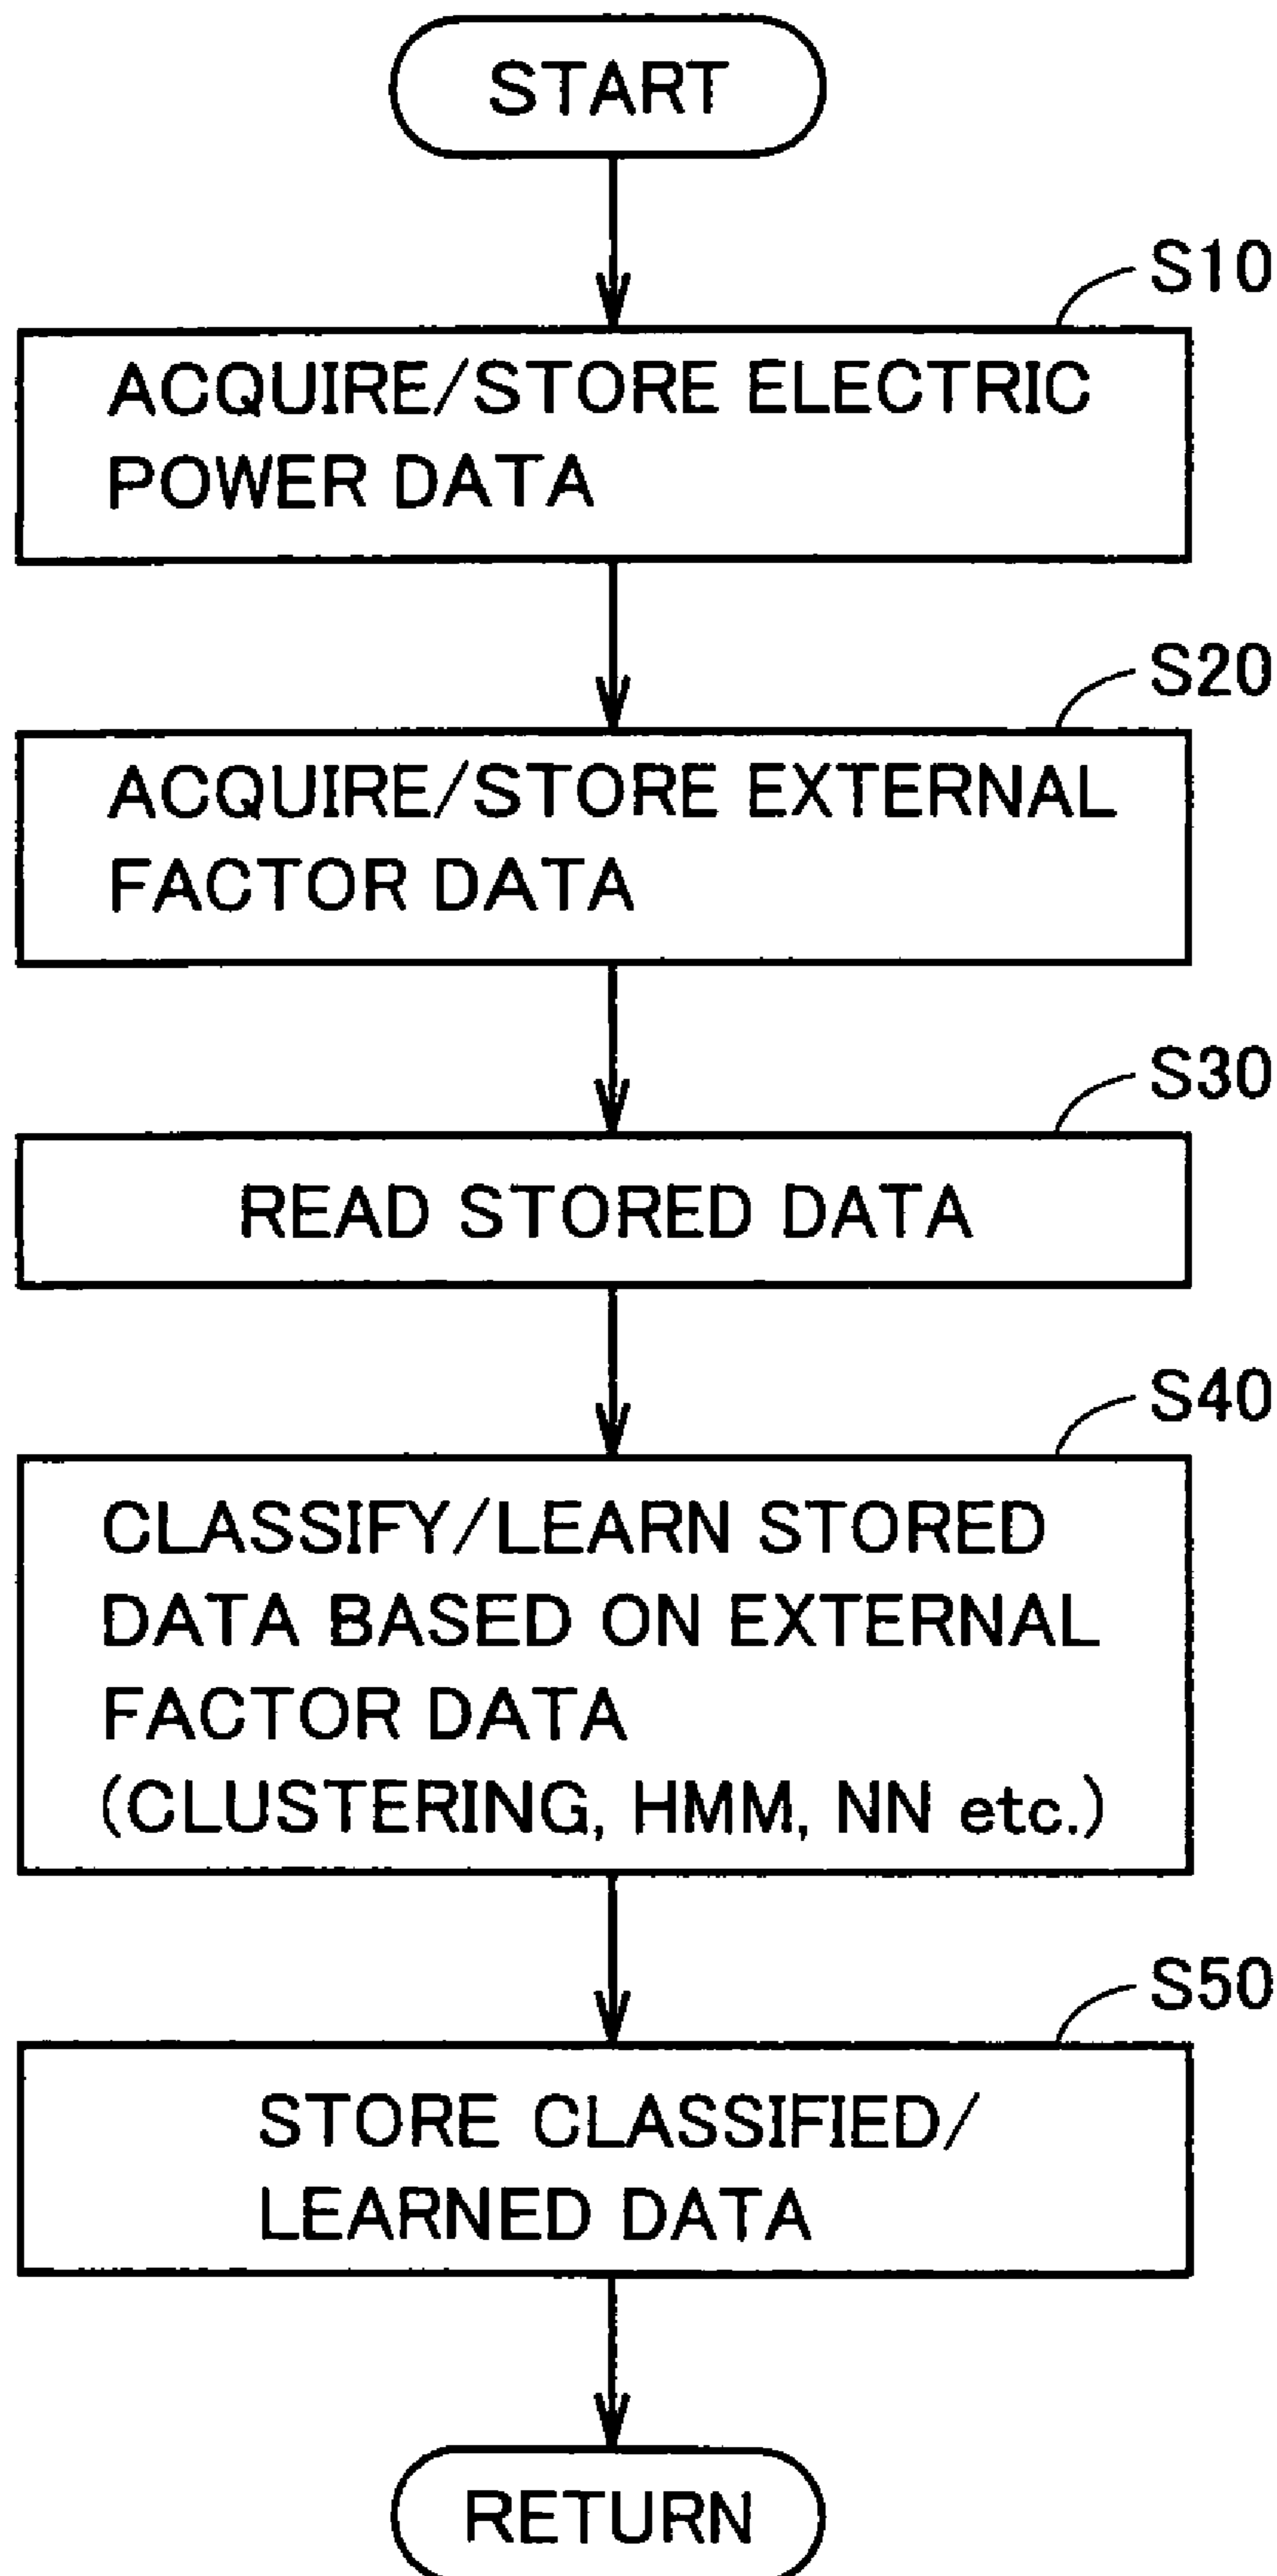 START
S10
ACQUIRE/STORE ELECTRIC
POWER DATA
S20
ACQUIRE/STORE EXTERNAL
FACTOR DATA
S30
READ STORED DATA
S40
CLASSIFY/LEARN STORED
DATA BASED ON EXTERNAL
FACTOR DATA
(CLUSTERING, HMM, NN etc.)
S50
STORE CLASSIFIED/
LEARNED DATA
RETURN